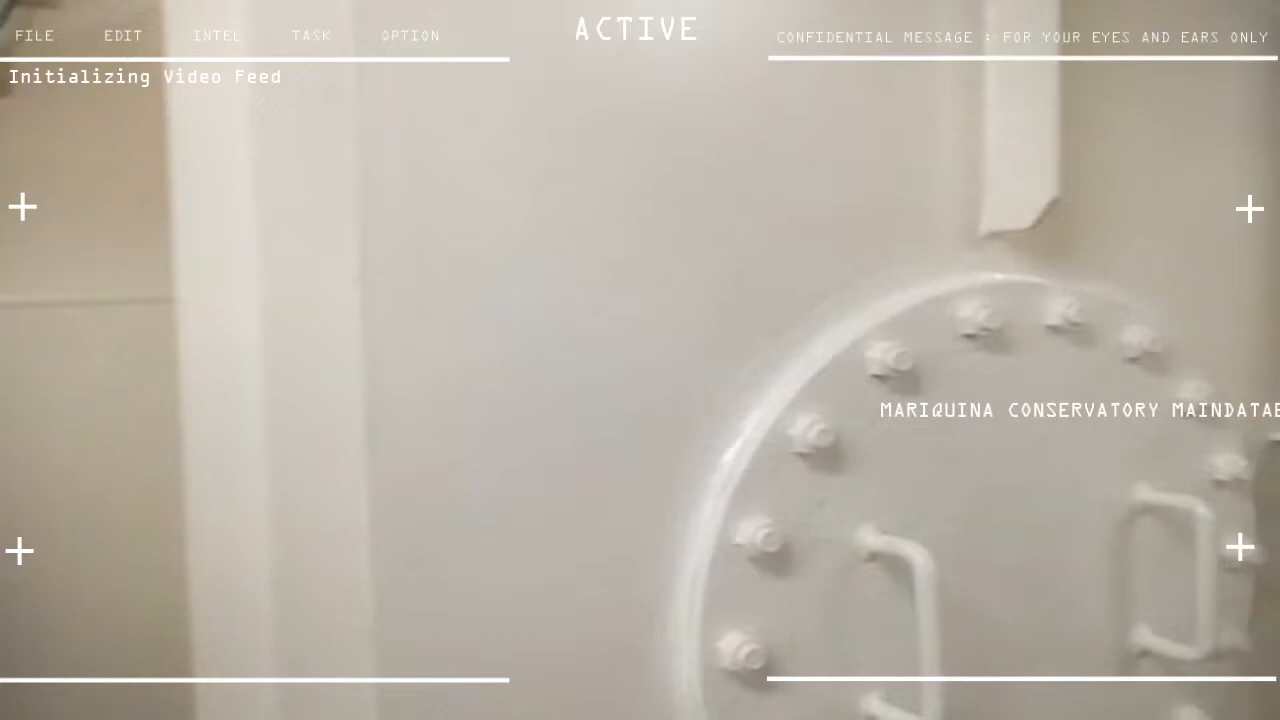 FILE EDIT INTEL TASK OPTION
ACTIVE
CONFIDENTIAL MESSAGE : FOR YOUR EYES AND EARS ONLY
Initializing Video Feed
MARIQUINA CONSERVATORY